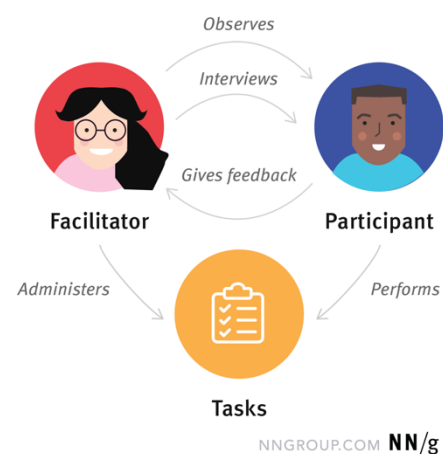 Observes
Interviews
Gives feedback
Facilitator
Participant
Administers
Performs
Tasks
NNGROUP.COM NN/g